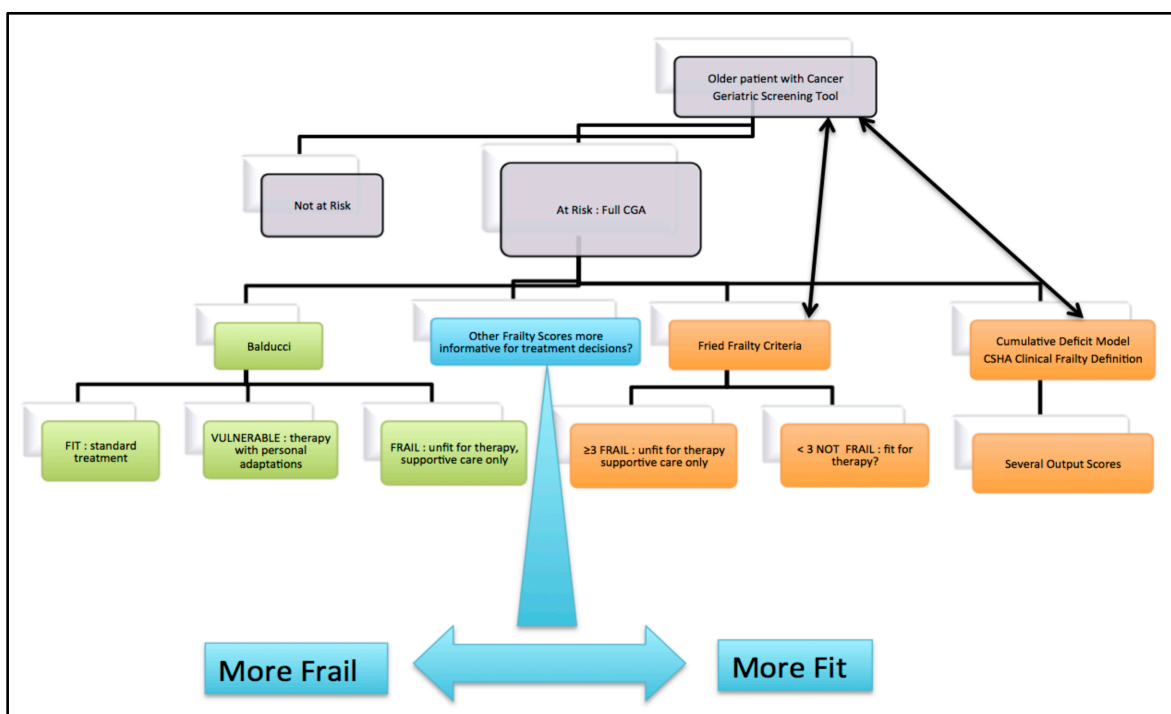 Older patient with Cancer
Geriatric Screening Tool
Not at Risk
At Risk : Full CGA
Balducci
Other Frailty Scores more
informative for treatment decisions?
Fried Frailty Criteria
Cumulative Deficit Model
CSHA Clinical Frailty Definition
FIT : standard
treatment
VULNERABLE : therapy
with personal
adaptations
FRAIL : unfit for therapy,
supportive care only
≥3 FRAIL : unfit for therapy
supportive care only
< 3 NOT FRAIL : fit for
therapy?
Several Output Scores
More Frail
More Fit